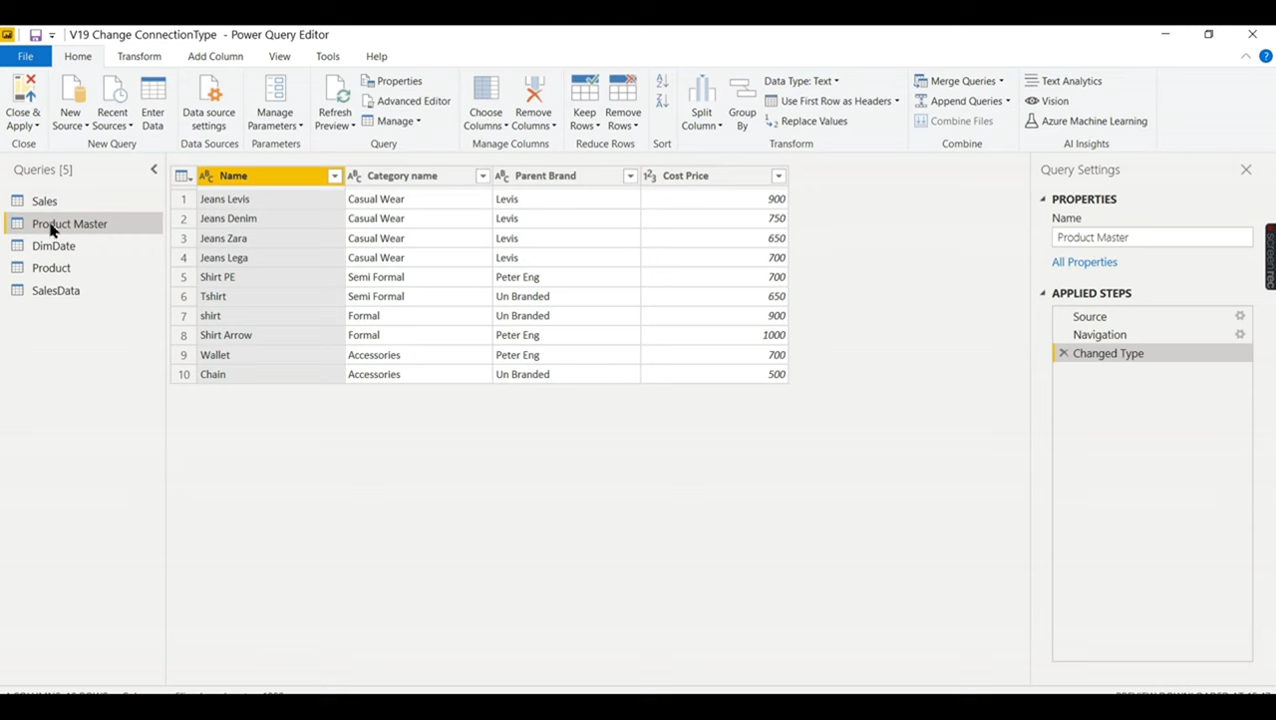 V19 Change ConnectionType - Power Query Editor
File Home Transform Add Column View Tools Help
Close & Apply
New Source
Recent Sources
Enter Data
Data source settings
Manage Parameters
Refresh Preview
Properties
Advanced Editor
Manage
Choose Columns
Remove Columns
Keep Rows
Remove Rows
Split Column
Group By
Data Type: Text
Use First Row as Headers
Replace Values
Merge Queries
Append Queries
Combine Files
Text Analytics
Vision
Azure Machine Learning
Close New Query Data Sources Parameters Query Manage Columns Reduce Rows Sort Transform Combine AI Insights
Queries [5]
Sales
Product Master
DimDate
Product
SalesData
Name Category name Parent Brand Cost Price
1 Jeans Levis Casual Wear Levis 900
2 Jeans Denim Casual Wear Levis 750
3 Jeans Zara Casual Wear Levis 650
4 Jeans Lega Casual Wear Levis 700
5 Shirt PE Semi Formal Peter Eng 700
6 Tshirt Semi Formal Un Branded 650
7 shirt Formal Un Branded 900
8 Shirt Arrow Formal Peter Eng 1000
9 Wallet Accessories Peter Eng 700
10 Chain Accessories Un Branded 500
Query Settings
PROPERTIES
Name
Product Master
All Properties
APPLIED STEPS
Source
Navigation
Changed Type
screenrec